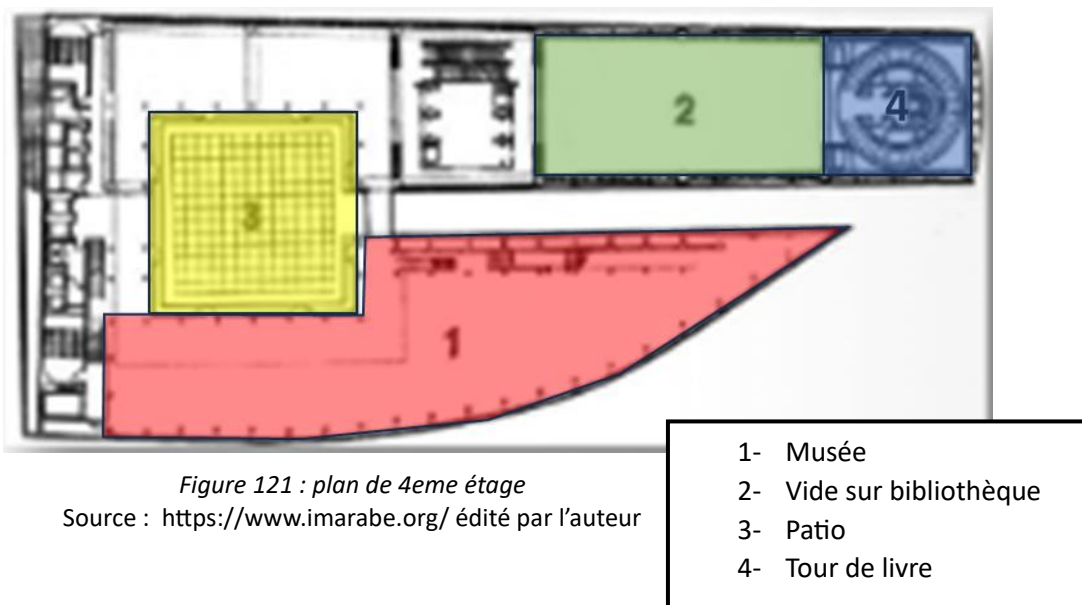 2
4
3
1
Figure 121 : plan de 4eme étage
Source : https://www.imarabe.org/ édité par l’auteur
1- Musée
2- Vide sur bibliothèque
3- Patio
4- Tour de livre